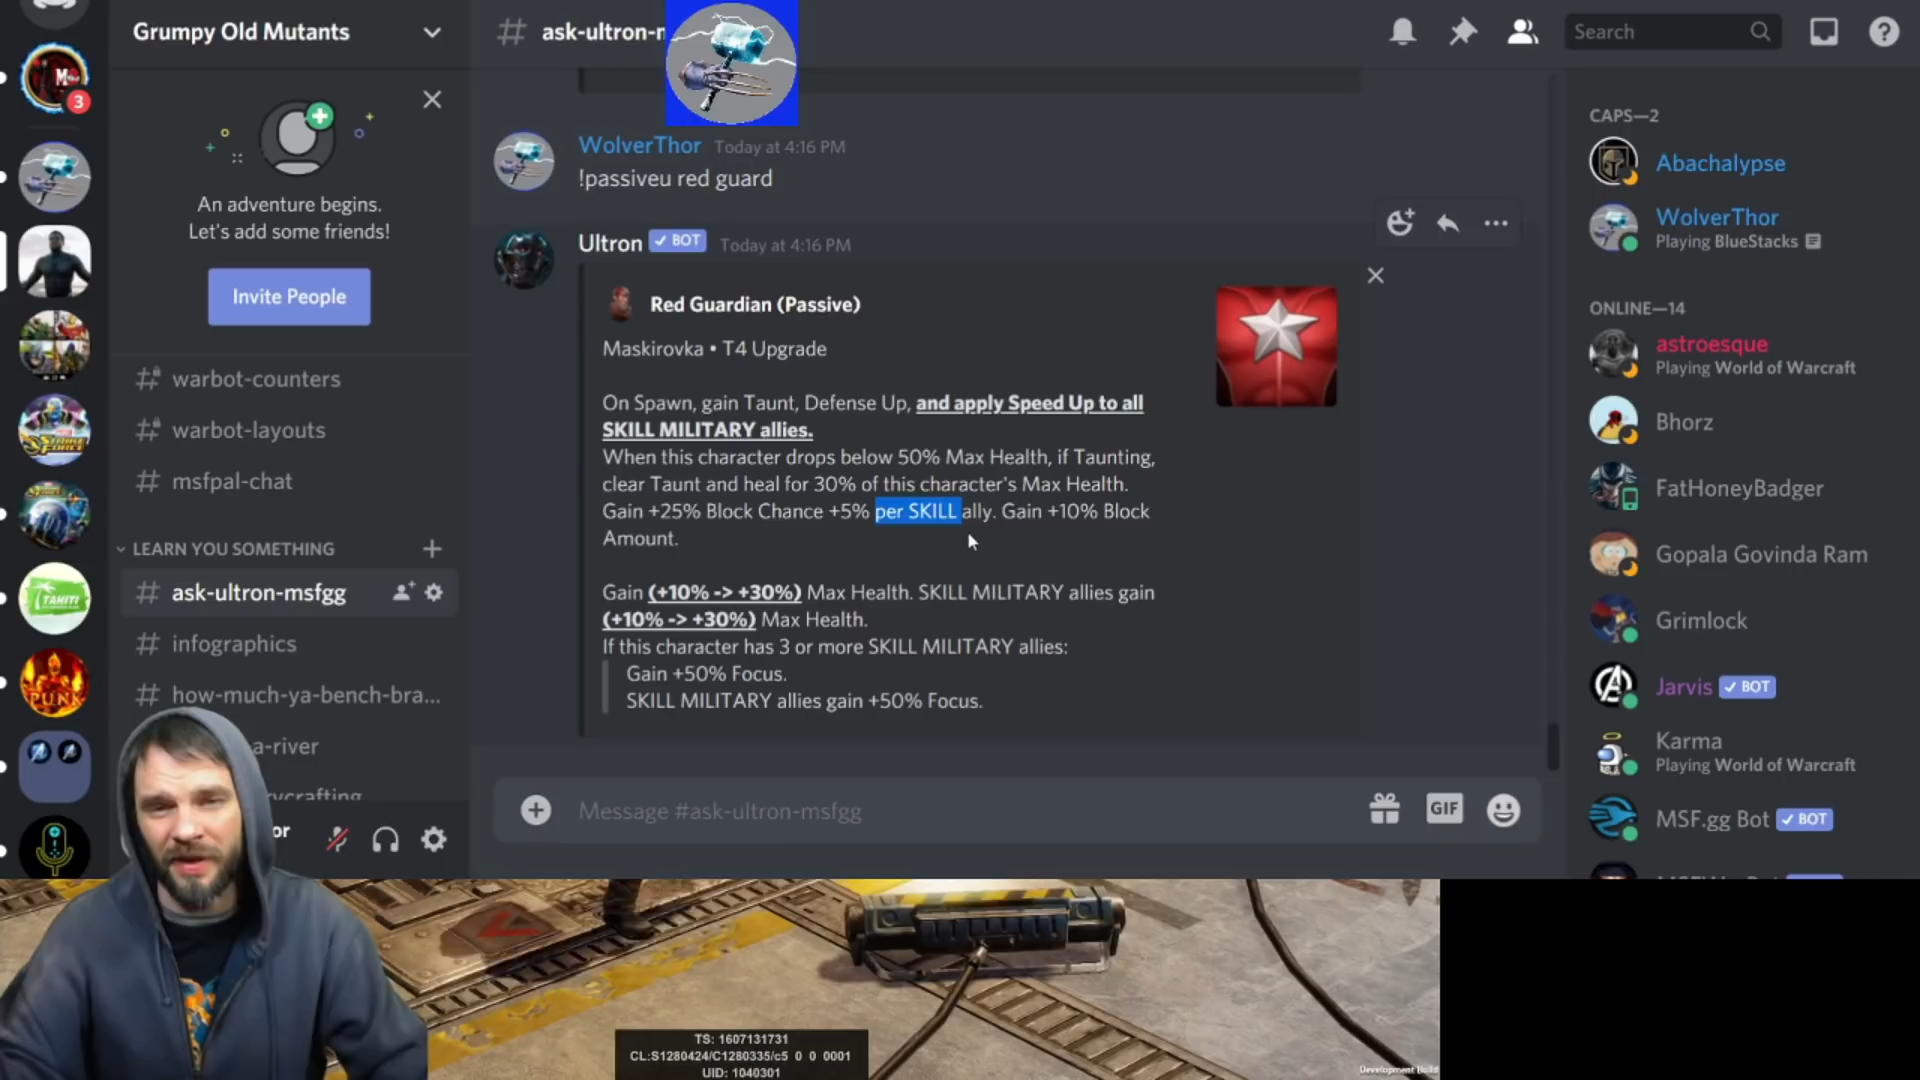 Grumpy Old Mutants
ask-ultron-m
Search
3
An adventure begins.
Let's add some friends!
Invite People
warbot-counters
warbot-layouts
msfpal-chat
LEARN YOU SOMETHING
ask-ultron-msfgg
infographics
how-much-ya-bench-bra...
a-river
rycrafting
or
TAHITI
PUNK
WolverThor Today at 4:16 PM
!passiveu red guard
Ultron BOT Today at 4:16 PM
Red Guardian (Passive)
Maskirovka • T4 Upgrade
On Spawn, gain Taunt, Defense Up, and apply Speed Up to all
SKILL MILITARY allies.
When this character drops below 50% Max Health, if Taunting,
clear Taunt and heal for 30% of this character's Max Health.
Gain +25% Block Chance +5% per SKILL ally. Gain +10% Block
Amount.
Gain (+10% -> +30%) Max Health. SKILL MILITARY allies gain
(+10% -> +30%) Max Health.
If this character has 3 or more SKILL MILITARY allies:
Gain +50% Focus.
SKILL MILITARY allies gain +50% Focus.
Message #ask-ultron-msfgg
GIF
CAPS—2
Abachalypse
WolverThor
Playing BlueStacks
ONLINE—14
astroesque
Playing World of Warcraft
Bhorz
FatHoneyBadger
Gopala Govinda Ram
Grimlock
Jarvis BOT
Karma
Playing World of Warcraft
MSF.gg Bot BOT
TS: 1607131731
CL:S1280424/C1280335/c5 0 0 0001
UID: 1040301
Development Build